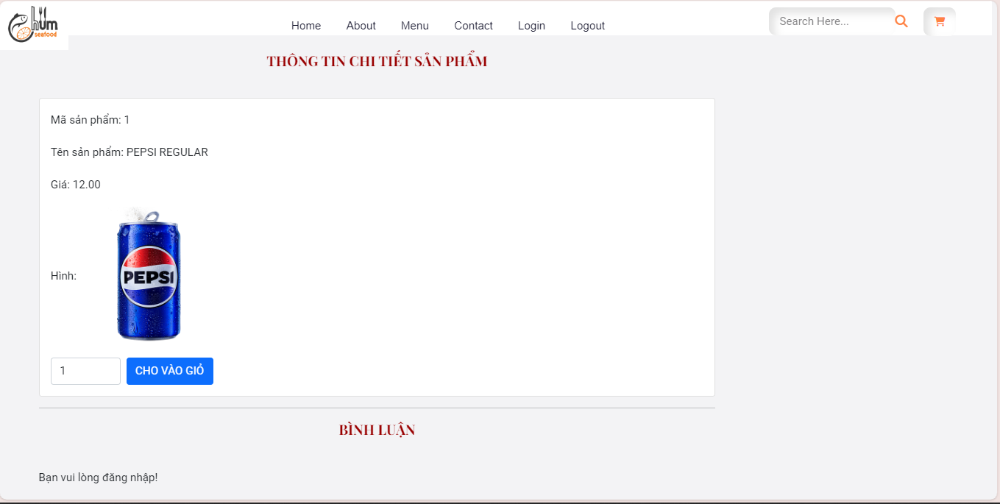 hum
seafood
Home About Menu Contact Login Logout
Search Here...
THÔNG TIN CHI TIẾT SẢN PHẨM
Mã sản phẩm: 1
Tên sản phẩm: PEPSI REGULAR
Giá: 12.00
Hình:
PEPSI
1 CHO VÀO GIỎ
BÌNH LUẬN
Bạn vui lòng đăng nhập!